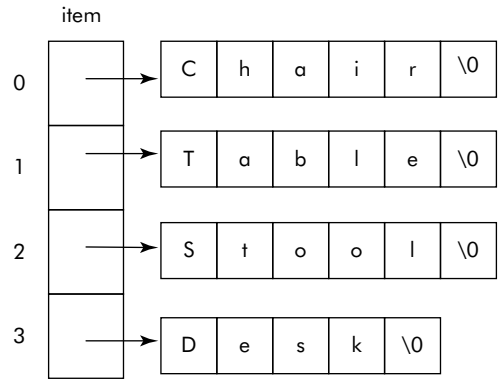 item
0 C h a i r \0
1 T a b l e \0
2 S t o o l \0
3 D e s k \0